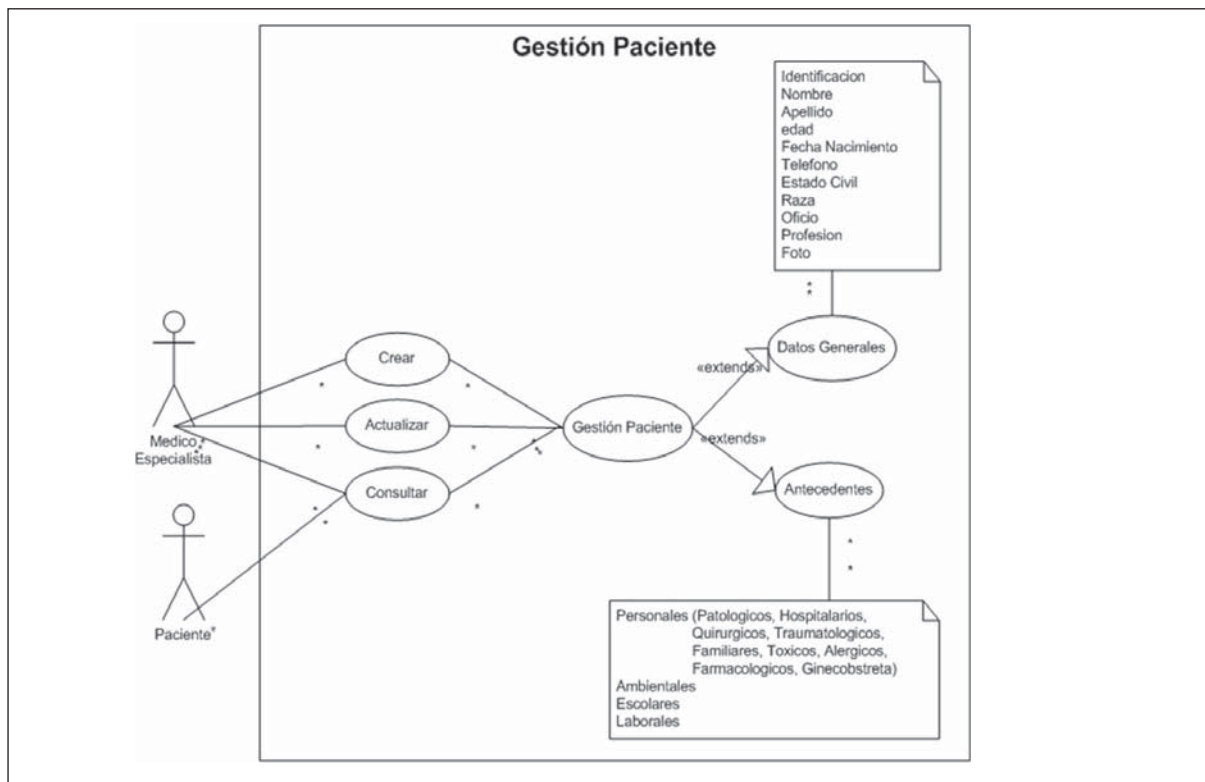 Gestión Paciente
Identificacion
Nombre
Apellido
edad
Fecha Nacimiento
Telefono
Estado Civil
Raza
Oficio
Profesion
Foto
*
*
Datos Generales
«extends»
Crear
*
*
Actualizar
*
*
Gestión Paciente
«extends»
Medico
Especialista
Consultar
*
*
*
Antecedentes
*
*
Paciente*
Personales (Patologicos, Hospitalarios,
Quirurgicos, Traumatologicos,
Familiares, Toxicos, Alergicos,
Farmacologicos, Ginecobstreta)
Ambientales
Escolares
Laborales